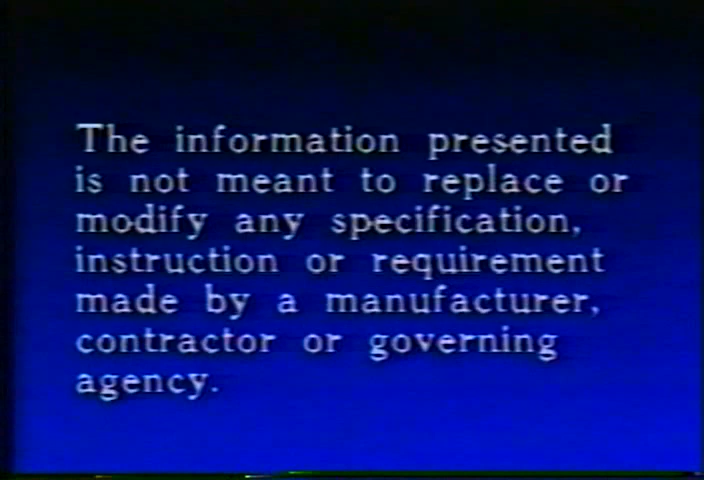 The information presented
is not meant to replace or
modify any specification,
instruction or requirement
made by a manufacturer,
contractor or governing
agency.